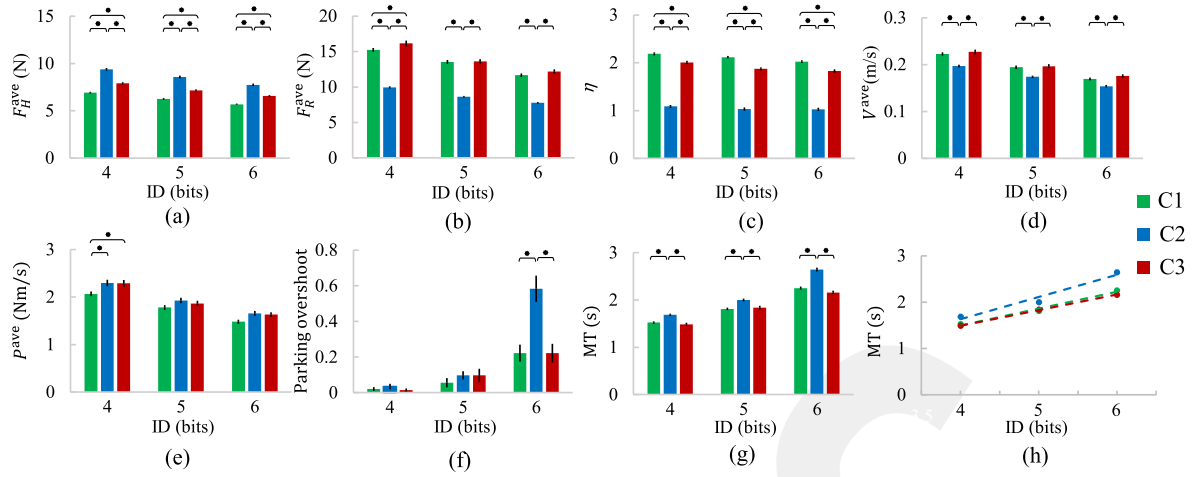 F_H^ave (N)
15
10
5
0
4 5 6
ID (bits)
(a)
F_R^ave (N)
25
20
15
10
5
0
4 5 6
ID (bits)
(b)
η
3
2
1
0
4 5 6
ID (bits)
(c)
V^ave(m/s)
0.3
0.2
0.1
0
4 5 6
ID (bits)
(d)
C1
C2
C3
P^ave (Nm/s)
3
2
1
0
4 5 6
ID (bits)
(e)
Parking overshoot
0.8
0.6
0.4
0.2
0
4 5 6
ID (bits)
(f)
MT (s)
3
2
1
0
4 5 6
ID (bits)
(g)
MT (s)
3
2
1
0
3.5
4 5 6
ID (bits)
(h)